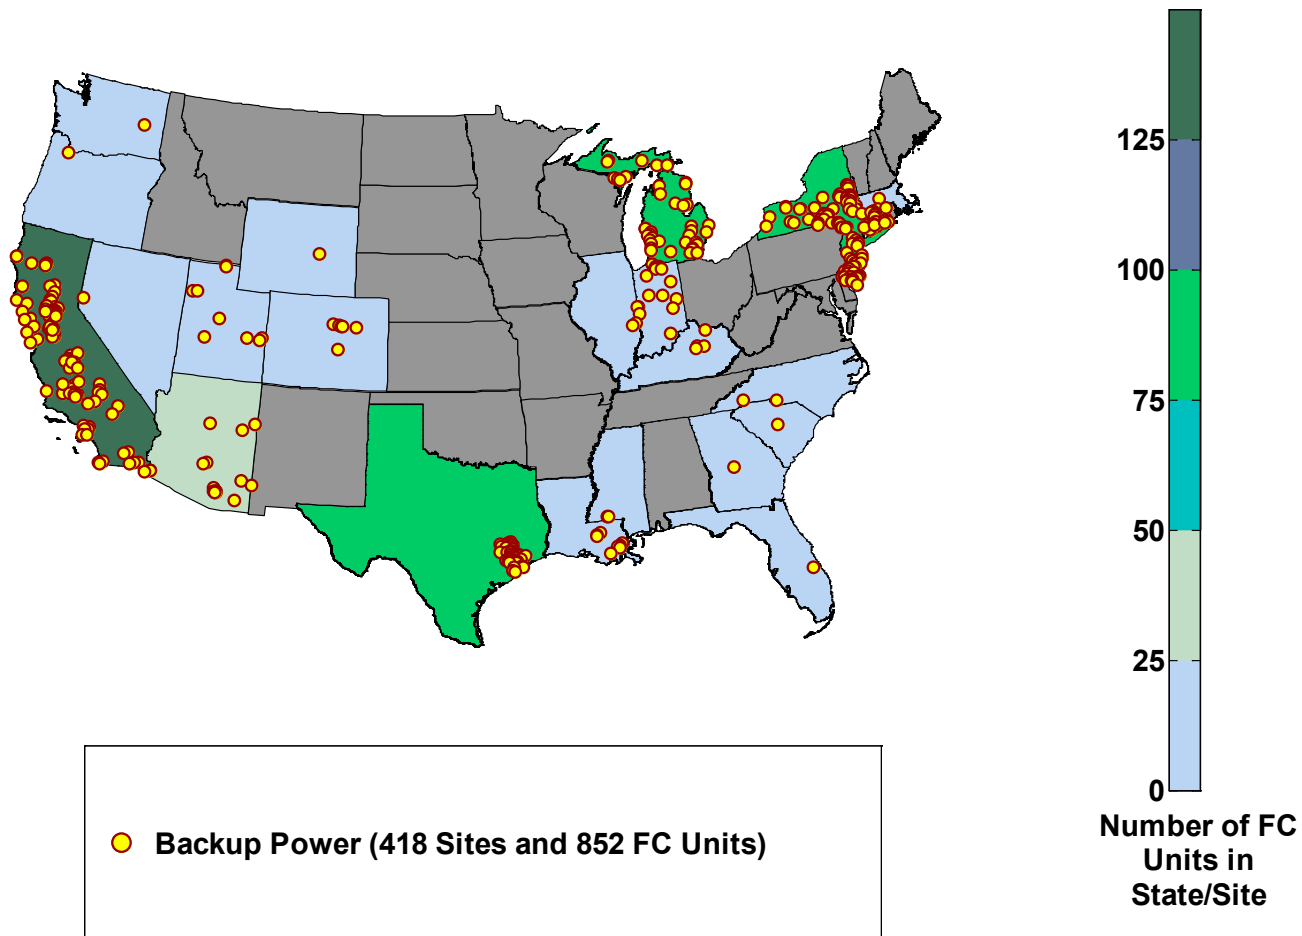 125
100
75
50
25
0
Number of FC
Units in
State/Site
Backup Power (418 Sites and 852 FC Units)